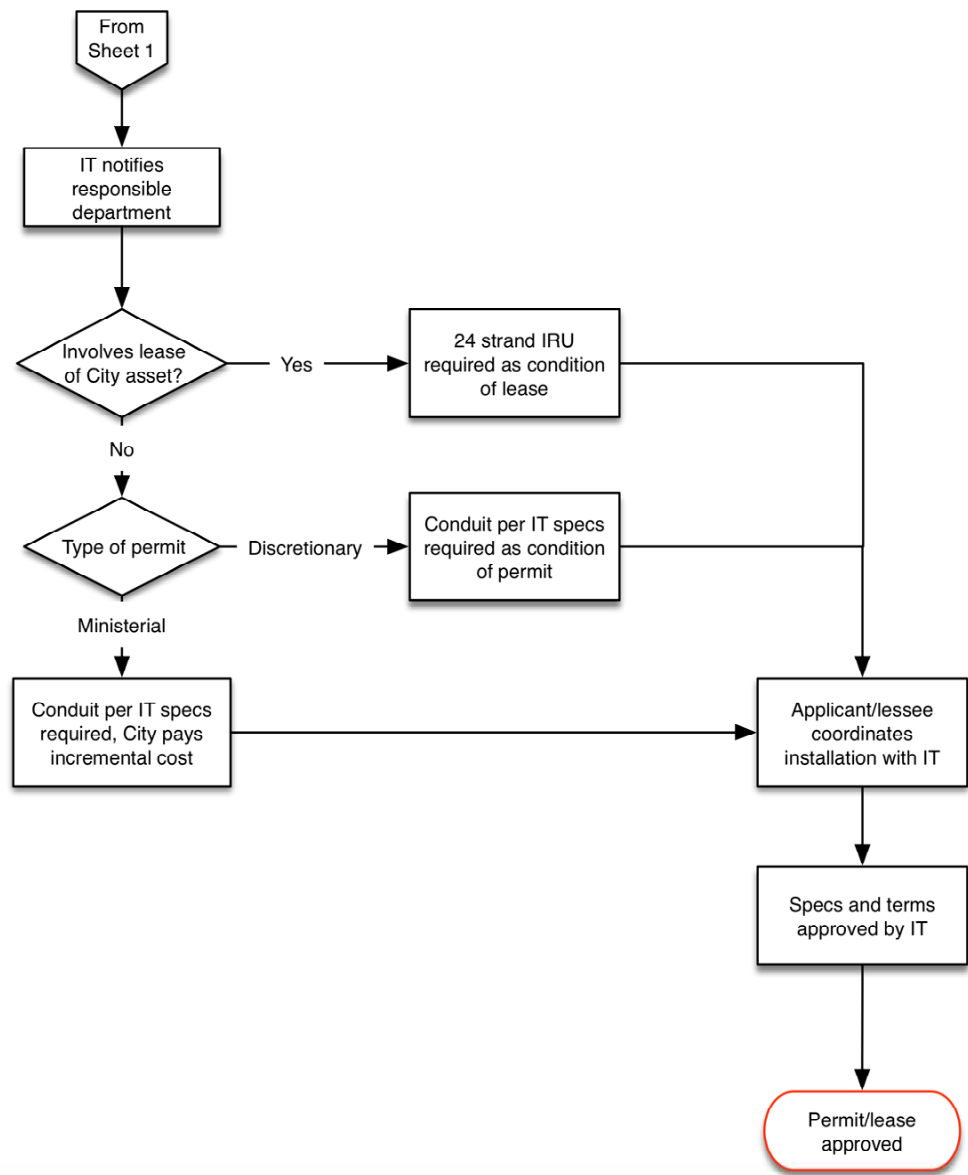 From
Sheet 1
IT notifies
responsible
department
Involves lease
of City asset?
Yes
24 strand IRU
required as condition
of lease
No
Type of permit
Discretionary
Conduit per IT specs
required as condition
of permit
Ministerial
Conduit per IT specs
required, City pays
incremental cost
Applicant/lessee
coordinates
installation with IT
Specs and terms
approved by IT
Permit/lease
approved